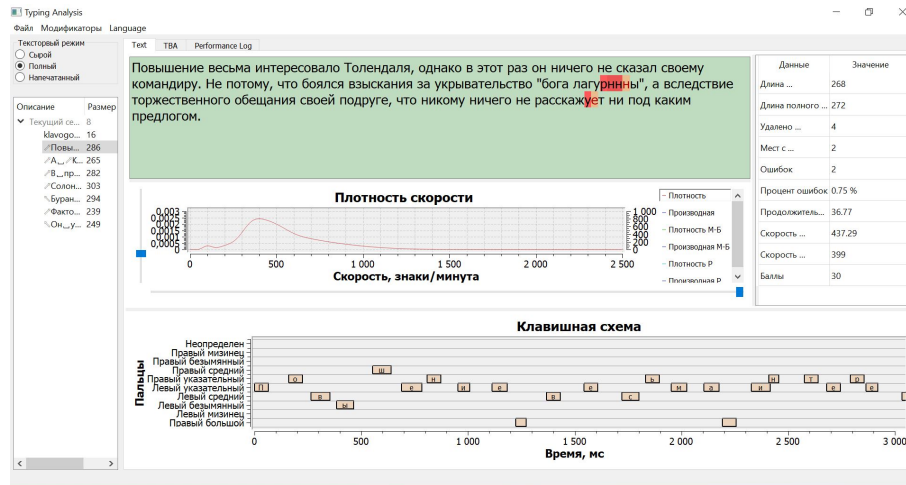 Typing Analysis
Файл Модификаторы Language
Тексторвый режим
Сырой
Полный
Напечатанный
Описание Размер
Текущий се... 8
klavogo... 16
Повы... 286
А_ К... 265
В_пр... 282
Солон... 303
Буран... 294
Факто... 239
Он_у... 249
Text TBA Performance Log
Повышение весьма интересовало Толендаля, однако в этот раз он ничего не сказал своему
командиру. Не потому, что боялся взыскания за укрывательство "бога лагурннны", а вследствие
торжественного обещания своей подруге, что никому ничего не расскажует ни под каким
предлогом.
Плотность скорости
0,003
0,0025
0,002
0,0015
0,001
0,0005
0
1 000
800
600
400
200
0
0 500 1 000 1 500 2 000 2 500
Скорость, знаки/минута
Плотность
Производная
Плотность М-Б
Производная М-Б
Плотность Р
Производная Р
Данные Значение
Длина ... 268
Длина полного ... 272
Удалено ... 4
Мест с ... 2
Ошибок 2
Процент ошибок 0.75 %
Продолжитель... 36.77
Скорость ... 437.29
Скорость ... 399
Баллы 30
Клавишная схема
Пальцы
Неопределен
Правый мизинец
Правый безымянный
Правый средний
Правый указательный
Левый указательный
Левый средний
Левый безымянный
Левый мизинец
Правый большой
ш
о н ь н т р
П е и е е м а и е е
в в с
ы
0 500 1 000 1 500 2 000 2 500 3 000
Время, мс